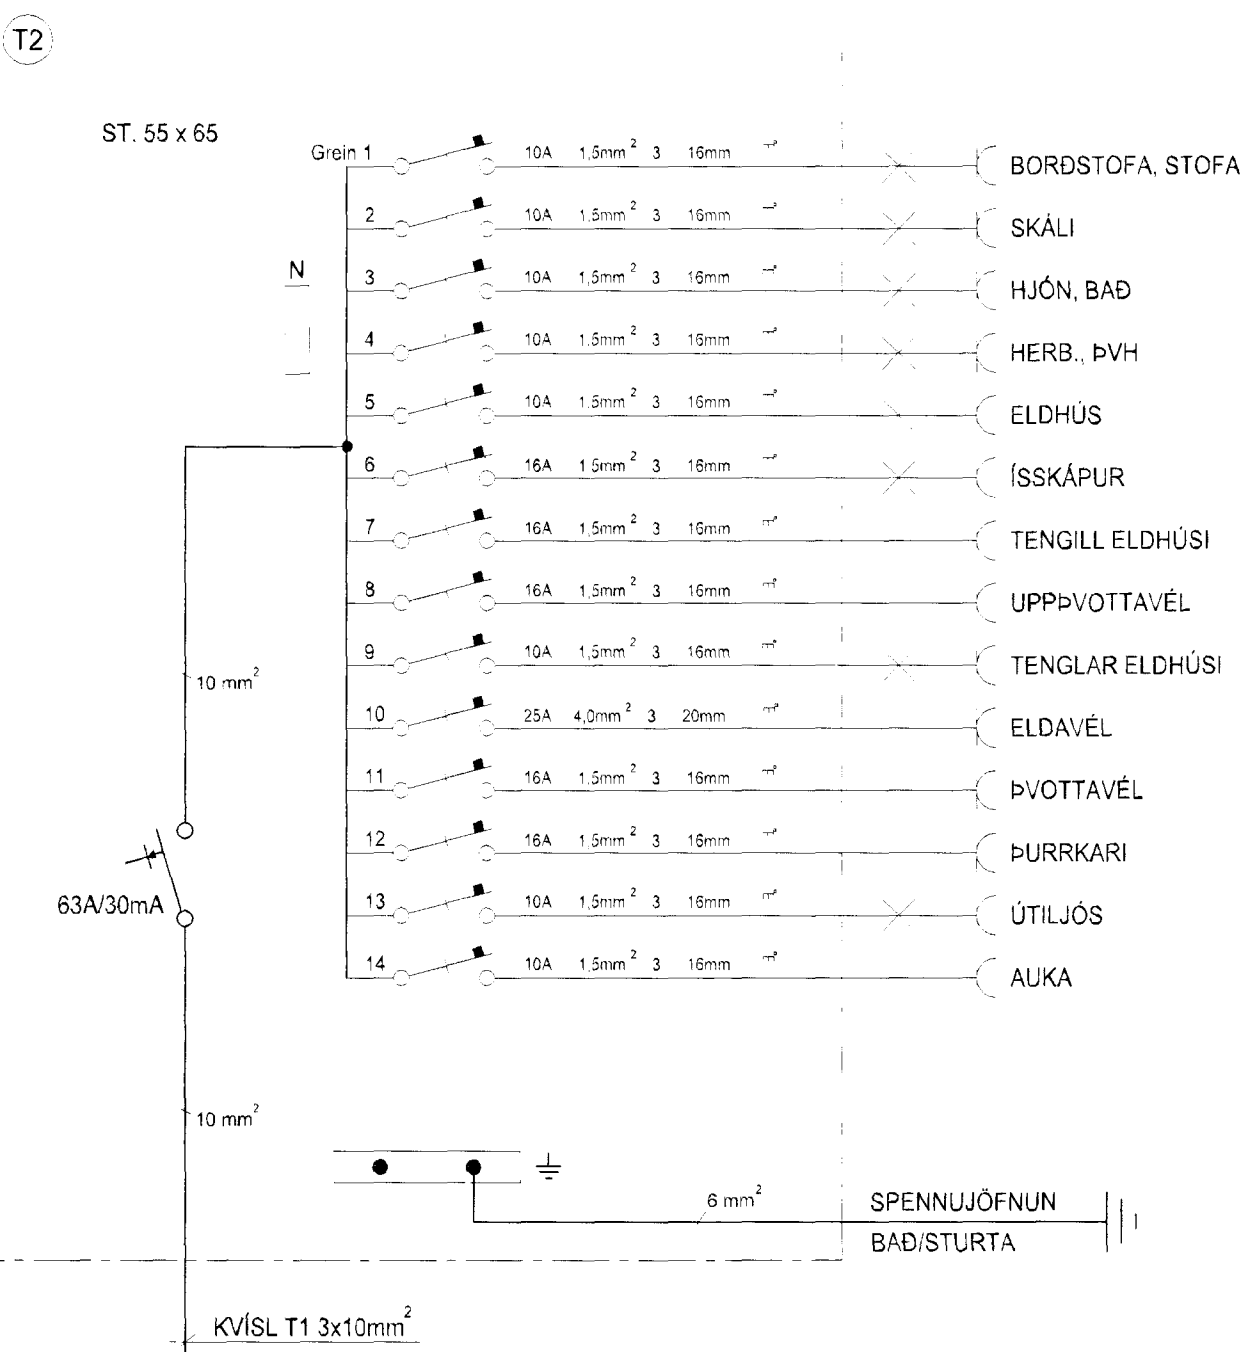 T2
ST. 55 x 65
Grein 1 10A 1,5mm² 3 16mm BORÐSTOFA, STOFA
2 10A 1.5mm² 3 16mm SKÁLI
N
3 10A 1,5mm² 3 16mm HJÓN, BAÐ
4 10A 1.5mm² 3 16mm HERB., ÞVH
5 10A 1.5mm² 3 16mm ELDHÚS
6 16A 1 5mm² 3 16mm ÍSSKÁPUR
7 16A 1,5mm² 3 16mm TENGILL ELDHÚSI
8 16A 1,5mm² 3 16mm UPPÞVOTTAVÉL
9 10A 1,5mm² 3 16mm TENGLAR ELDHÚSI
10 mm²
10 25A 4,0mm² 3 20mm ELDAVÉL
11 16A 1,5mm² 3 16mm ÞVOTTAVÉL
12 16A 1,5mm² 3 16mm ÞURRKARI
63A/30mA
13 10A 1,5mm² 3 16mm ÚTILJÓS
14 10A 1,5mm² 3 16mm AUKA
10 mm²
6 mm² SPENNUJÖFNUN
BAÐ/STURTA
KVÍSL T1 3x10mm²